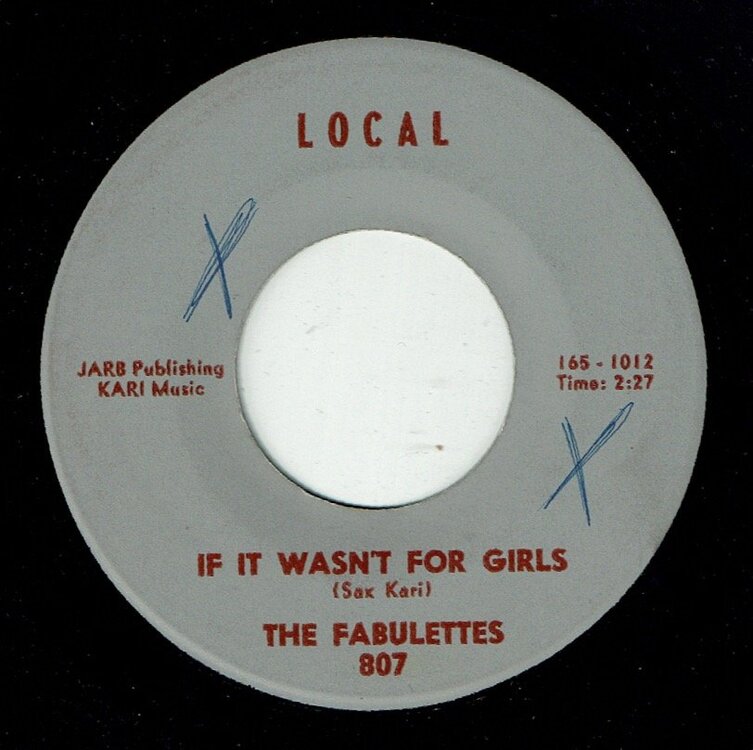 LOCAL
X
JARB Publishing
KARI Music
165 - 1012
Time: 2:27
X
IF IT WASN'T FOR GIRLS
(Sax Kari)
THE FABULETTES
807